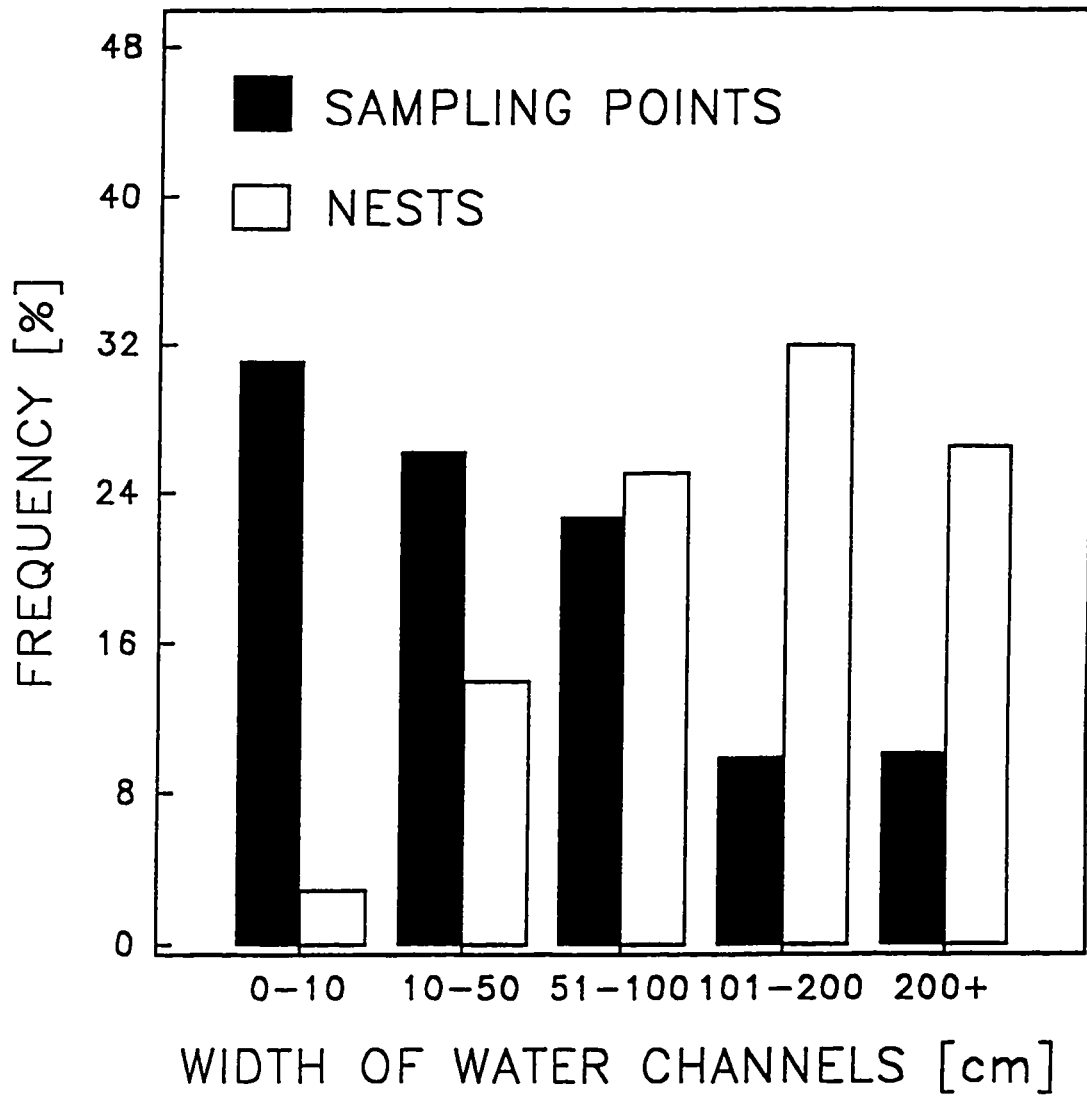 48
SAMPLING POINTS
40
NESTS
32
24
16
8
0
FREQUENCY [%]
0-10 10-50 51-100 101-200 200+
WIDTH OF WATER CHANNELS [cm]